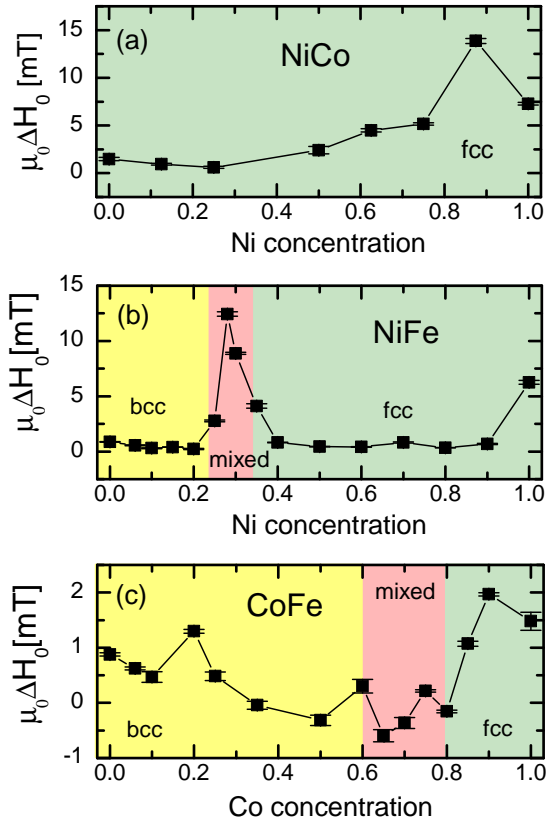 (a)
NiCo
fcc
μ₀ΔH₀ [mT]
15
10
5
0
0.0 0.2 0.4 0.6 0.8 1.0
Ni concentration
(b)
NiFe
bcc
mixed
fcc
μ₀ΔH₀[mT]
15
10
5
0
0.0 0.2 0.4 0.6 0.8 1.0
Ni concentration
(c)
CoFe
mixed
bcc
fcc
μ₀ΔH₀[mT]
2
1
0
-1
0.0 0.2 0.4 0.6 0.8 1.0
Co concentration